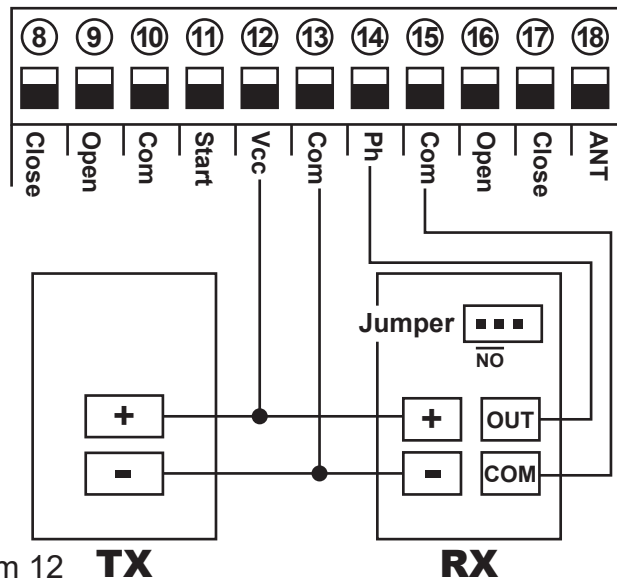 8 9 10 11 12 13 14 15 16 17 18
Close Open Com Start Vcc Com Ph Com Open Close ANT
Jumper
NO
+ + OUT
- - COM
m 12 TX RX